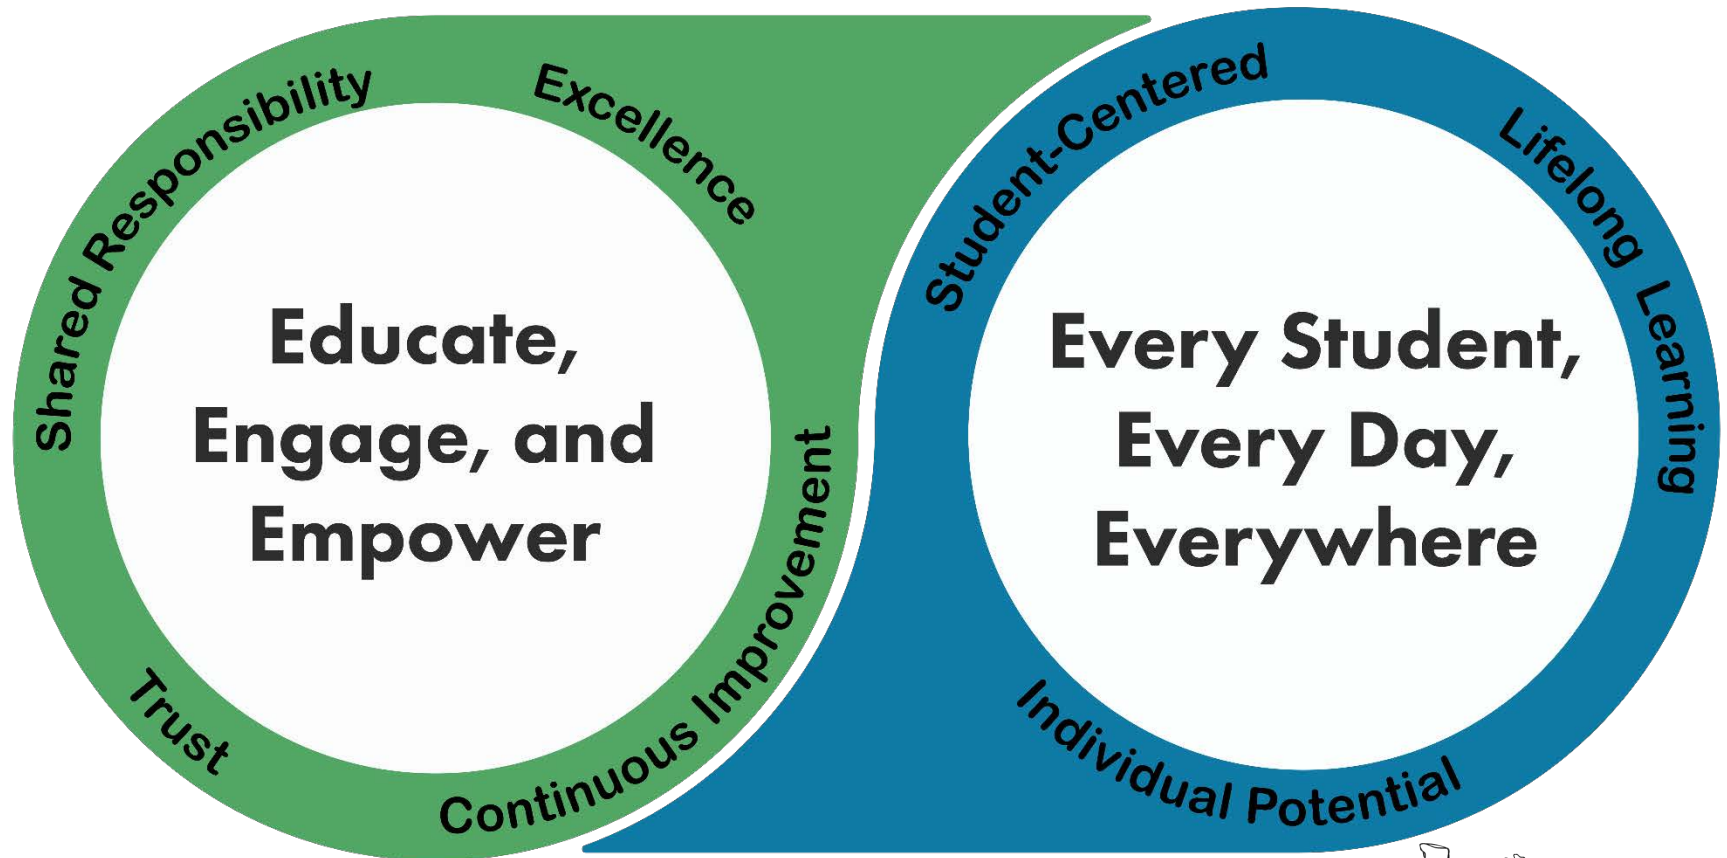 Shared Responsibility
Excellence
Educate,
Engage, and
Empower
Trust
Continuous Improvement
Student-Centered
Lifelong Learning
Every Student,
Every Day,
Everywhere
Individual Potential